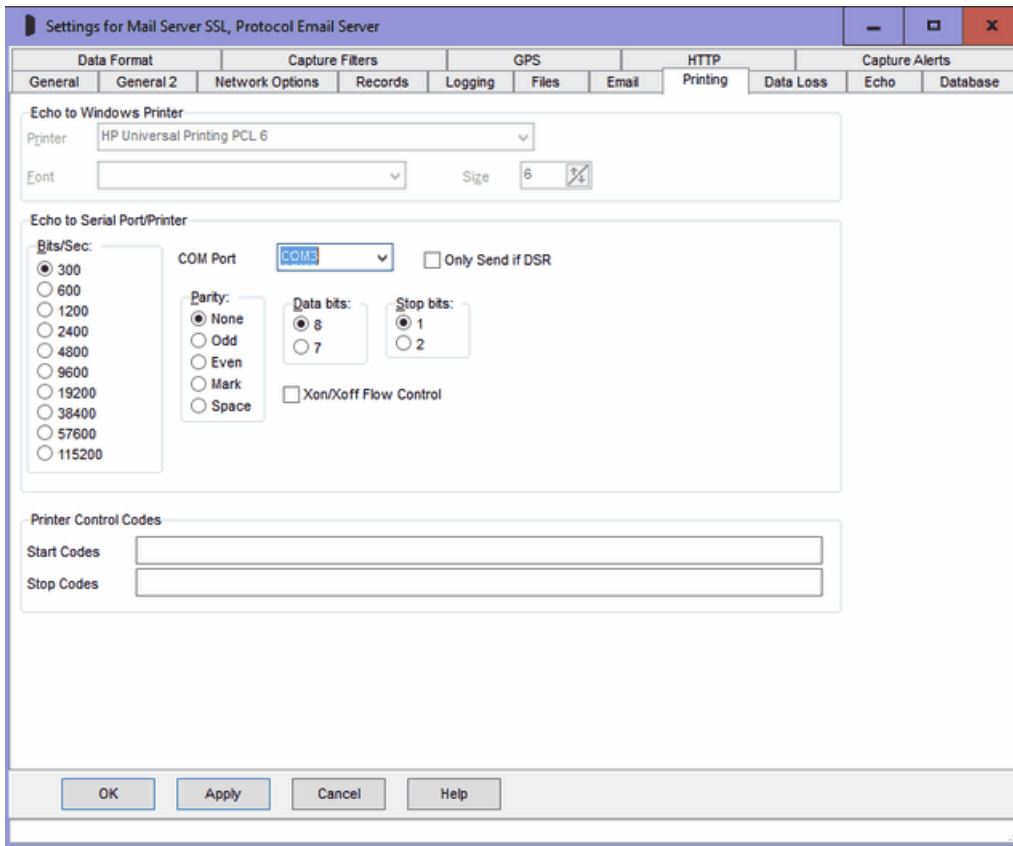 Settings for Mail Server SSL, Protocol Email Server
Data Format Capture Filters GPS HTTP Capture Alerts
General General 2 Network Options Records Logging Files Email Printing Data Loss Echo Database
Echo to Windows Printer
Printer HP Universal Printing PCL 6
Font Size 6
Echo to Serial Port/Printer
Bits/Sec:
300
600
1200
2400
4800
9600
19200
38400
57600
115200
COM Port COM3 Only Send if DSR
Parity:
None
Odd
Even
Mark
Space
Data bits:
8
7
Stop bits:
1
2
Xon/Xoff Flow Control
Printer Control Codes
Start Codes
Stop Codes
OK Apply Cancel Help